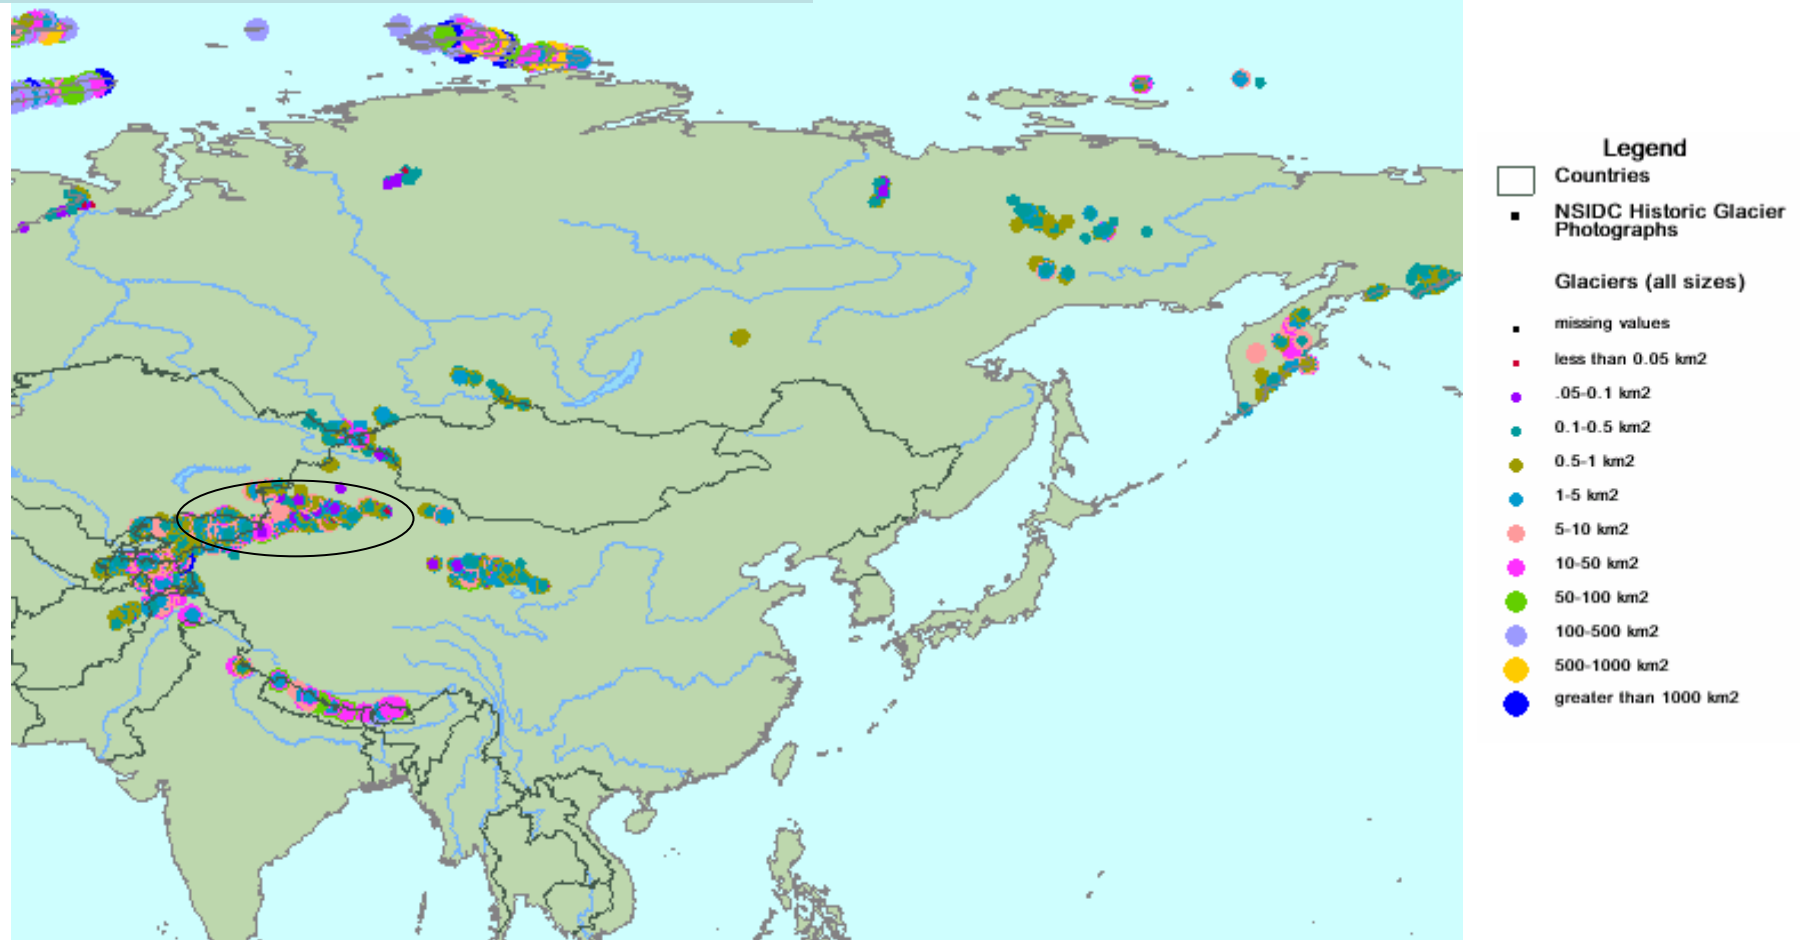 Legend
Countries
NSIDC Historic Glacier
Photographs
Glaciers (all sizes)
missing values
less than 0.05 km2
.05-0.1 km2
0.1-0.5 km2
0.5-1 km2
1-5 km2
5-10 km2
10-50 km2
50-100 km2
100-500 km2
500-1000 km2
greater than 1000 km2